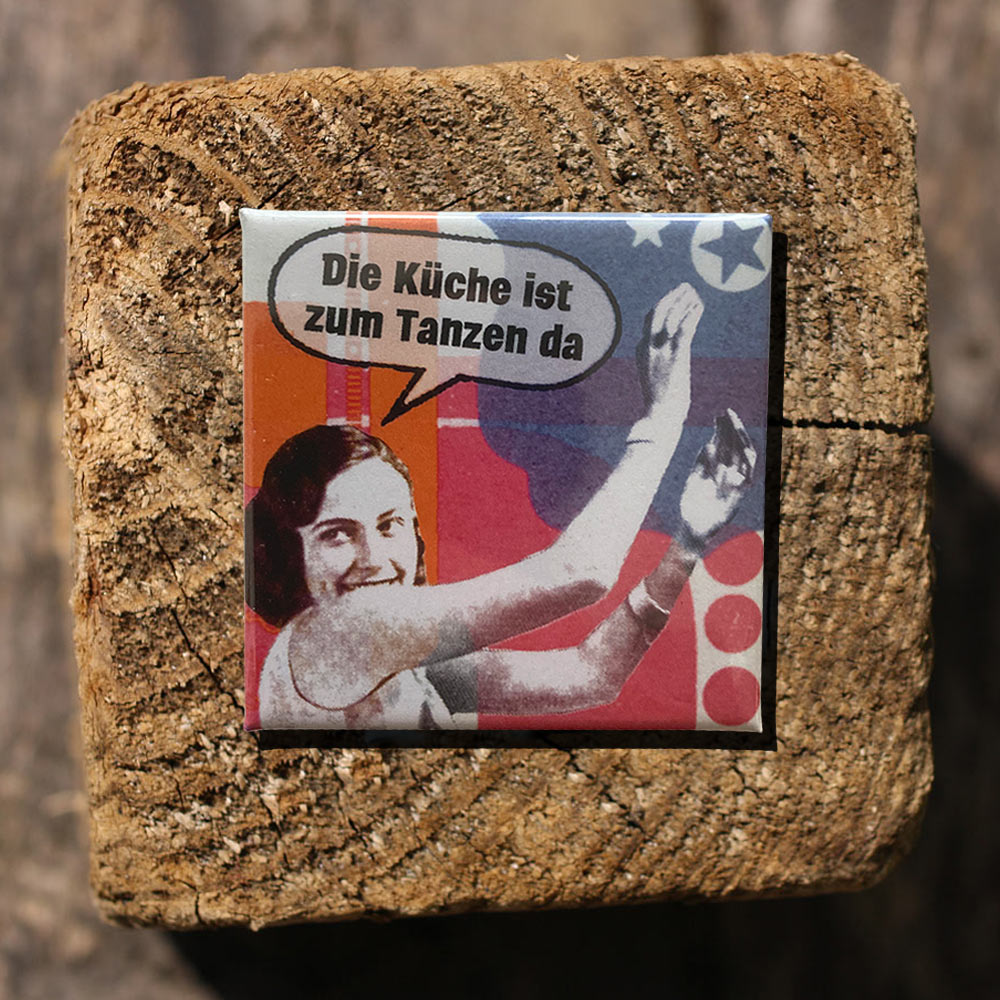 Die Küche ist
zum Tanzen da